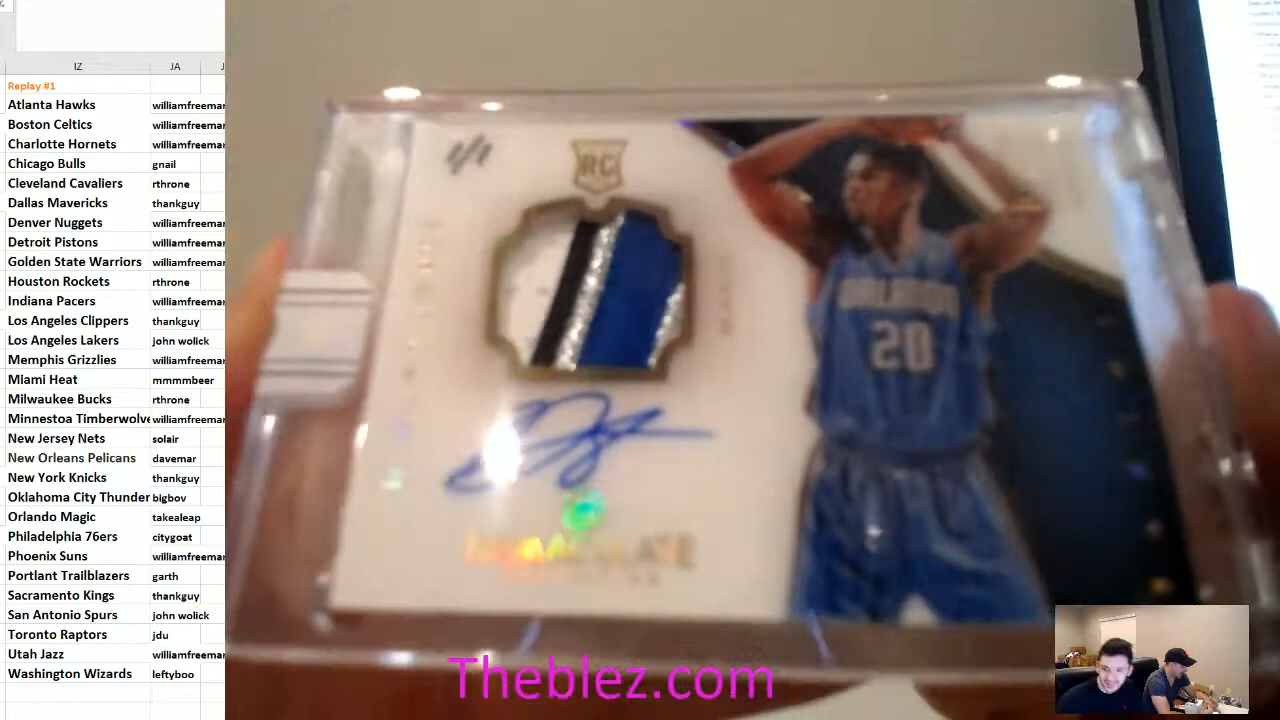 IZ JA
Replay #1
Atlanta Hawks williamfreeman
Boston Celtics williamfreeman
Charlotte Hornets williamfreeman
Chicago Bulls gnail
Cleveland Cavaliers rthrone
Dallas Mavericks thankguy
Denver Nuggets williamfreeman
Detroit Pistons williamfreeman
Golden State Warriors williamfreeman
Houston Rockets rthrone
Indiana Pacers williamfreeman
Los Angeles Clippers thankguy
Los Angeles Lakers john wolick
Memphis Grizzlies williamfreeman
Miami Heat mmmmbeer
Milwaukee Bucks rthrone
Minnestoa Timberwolve williamfreeman
New Jersey Nets solair
New Orleans Pelicans davemar
New York Knicks thankguy
Oklahoma City Thunder bigbov
Orlando Magic takealeap
Philadelphia 76ers citygoat
Phoenix Suns williamfreeman
Portlant Trailblazers garth
Sacramento Kings thankguy
San Antonio Spurs john wolick
Toronto Raptors jdu
Utah Jazz williamfreeman
Washington Wizards leftyboo
1/1
RC
ORLANDO
20
IMMACULATE
Theblez.com